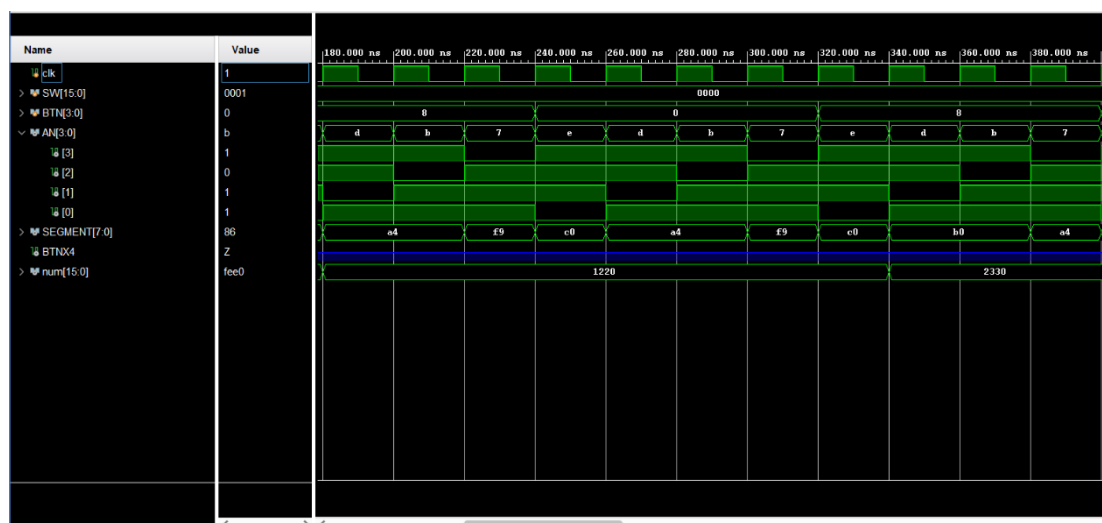 Name Value 180.000 ns 200.000 ns 220.000 ns 240.000 ns 260.000 ns 280.000 ns 300.000 ns 320.000 ns 340.000 ns 360.000 ns 380.000 ns
clk 1
SW[15:0] 0001 0000
BTN[3:0] 0 8 0 8
AN[3:0] b d b 7 e d b 7 e d b 7
[3] 1
[2] 0
[1] 1
[0] 1
SEGMENT[7:0] 86 a4 f9 c0 a4 f9 c0 b0 a4
BTNX4 Z
num[15:0] fee0 1220 2330